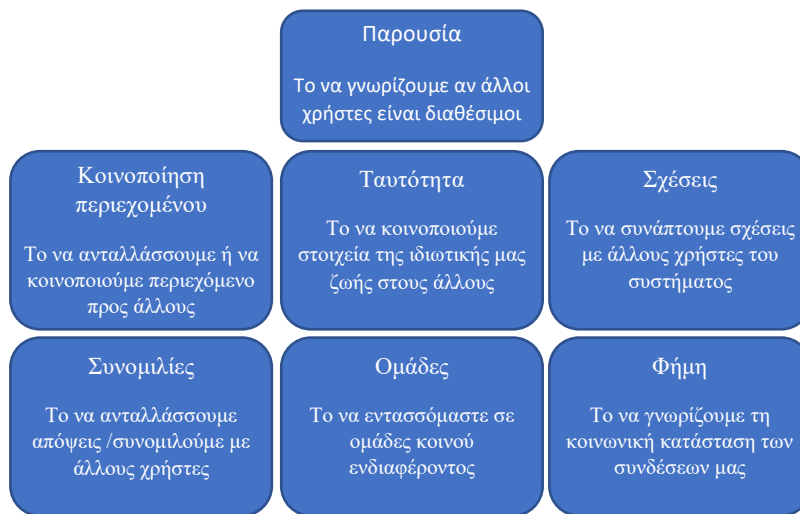 Παρουσία
Το να γνωρίζουμε αν άλλοι
χρήστες είναι διαθέσιμοι
Κοινοποίηση
περιεχομένου
Το να ανταλλάσσουμε ή να
κοινοποιούμε περιεχόμενο
προς άλλους
Ταυτότητα
Το να κοινοποιούμε
στοιχεία της ιδιωτικής μας
ζωής στους άλλους
Σχέσεις
Το να συνάπτουμε σχέσεις
με άλλους χρήστες του
συστήματος
Συνομιλίες
Το να ανταλλάσσουμε
απόψεις /συνομιλούμε με
άλλους χρήστες
Ομάδες
Το να εντασσόμαστε σε
ομάδες κοινού
ενδιαφέροντος
Φήμη
Το να γνωρίζουμε τη
κοινωνική κατάσταση των
συνδέσεων μας